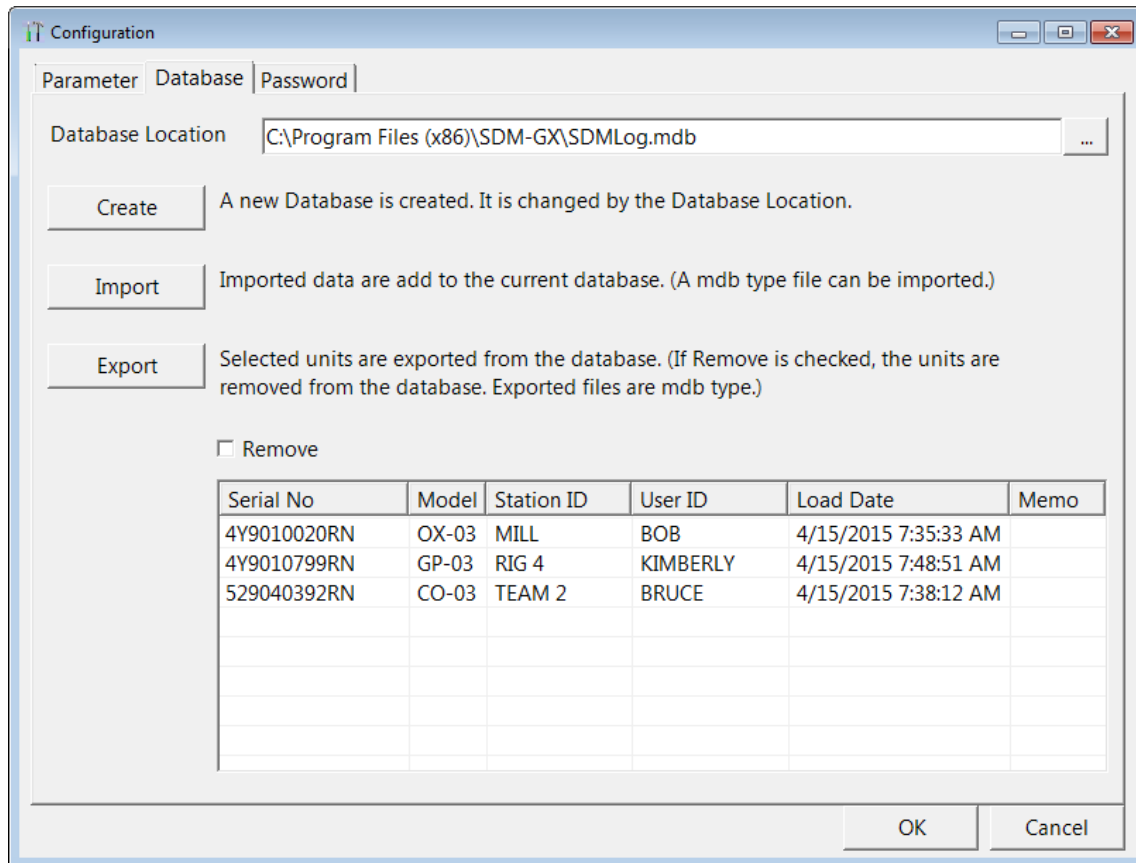 Configuration
Parameter Database Password
Database Location C:\Program Files (x86)\SDM-GX\SDMLog.mdb ...
Create A new Database is created. It is changed by the Database Location.
Import Imported data are add to the current database. (A mdb type file can be imported.)
Export Selected units are exported from the database. (If Remove is checked, the units are
removed from the database. Exported files are mdb type.)
Remove
Serial No Model Station ID User ID Load Date Memo
4Y9010020RN OX-03 MILL BOB 4/15/2015 7:35:33 AM
4Y9010799RN GP-03 RIG 4 KIMBERLY 4/15/2015 7:48:51 AM
529040392RN CO-03 TEAM 2 BRUCE 4/15/2015 7:38:12 AM
OK Cancel